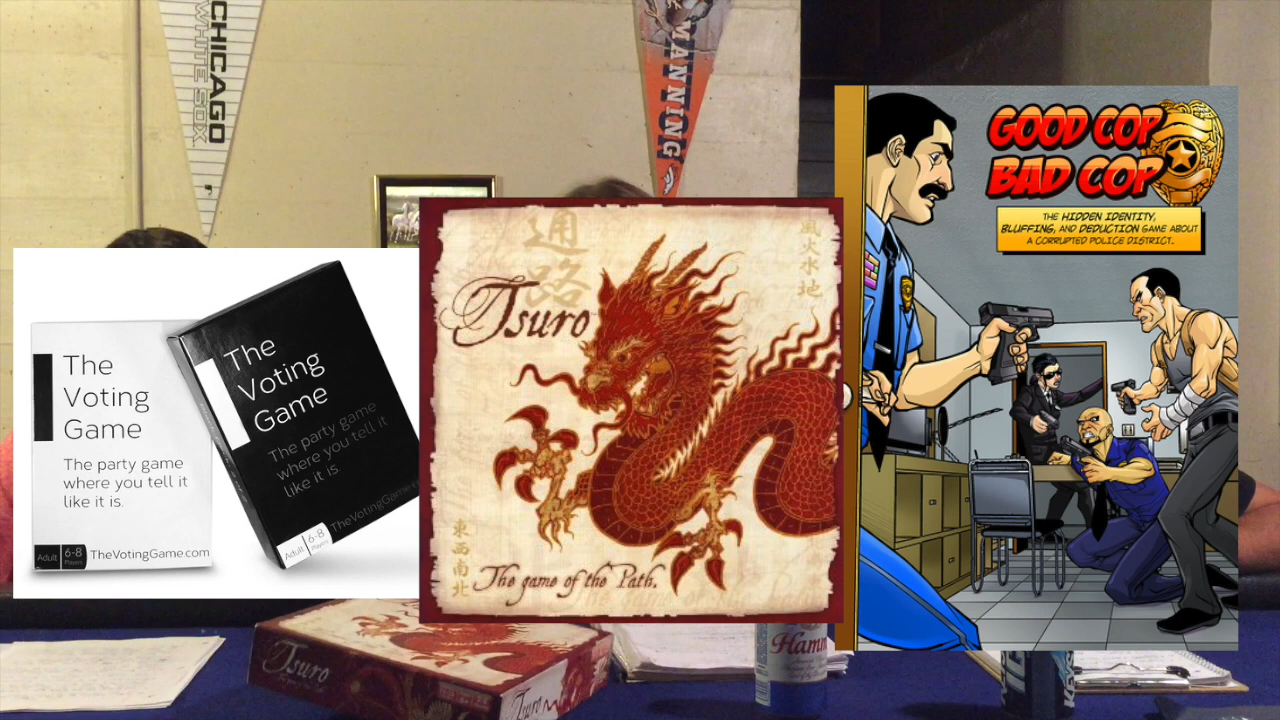 CHICAGO
WHITE SOX
MANNING
The
Voting
Game
The party game
where you tell it
like it is.
Adult
6-8
Players
TheVotingGame.com
The
Voting
Game
The party game
where you tell it
like it is.
Adult
6-8
Players
TheVotingGame
通路
風火水地
Tsuro
東西南北
The game of the Path.
GOOD COP
BAD COP
THE HIDDEN IDENTITY,
BLUFFING, AND DEDUCTION GAME ABOUT
A CORRUPTED POLICE DISTRICT.
Tsuro
Tsuro
Hamm